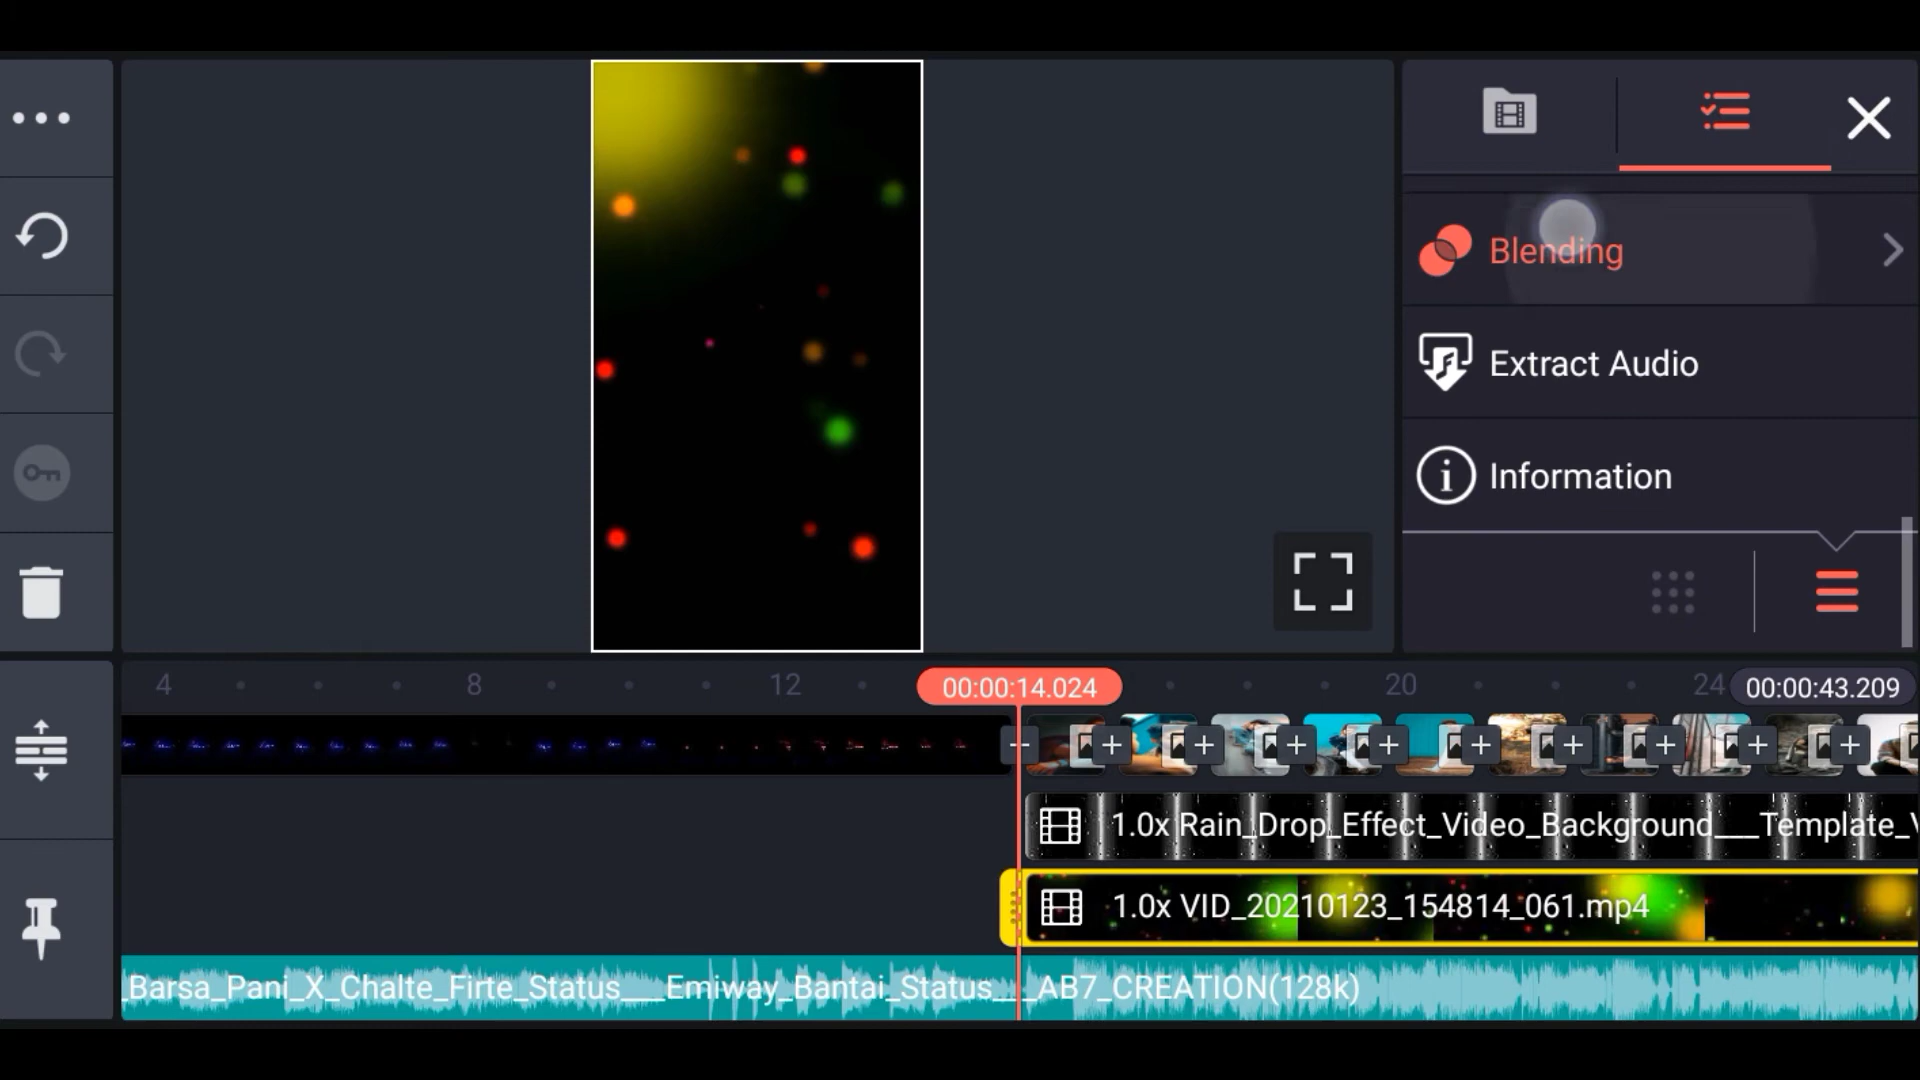 Blending
Extract Audio
Information
4
8
12
00:00:14.024
20
24
00:00:43.209
1.0x Rain_Drop_Effect_Video_Background___Template_V
1.0x VID_20210123_154814_061.mp4
_Barsa_Pani_X_Chalte_Firte_Status___Emiway_Bantai_Status___AB7_CREATION(128k)